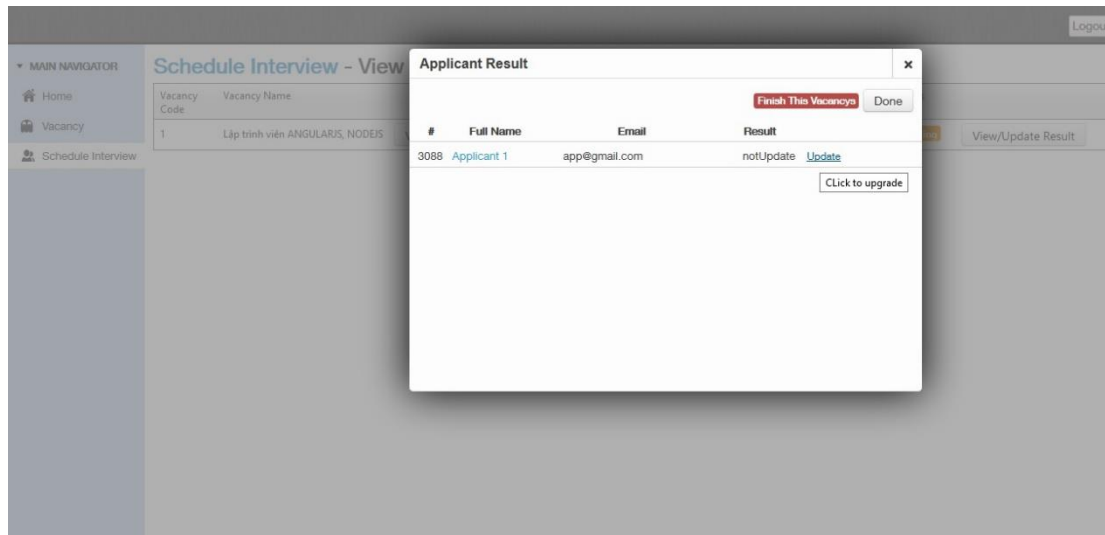 Logou
MAIN NAVIGATOR
Home
Vacancy
Schedule Interview
Schedule Interview - View
Vacancy Code
Vacancy Name
1
Lập trình viên ANGULARJS, NODEJS
View/Update Result
Applicant Result
×
Finish This Vacancys
Done
# Full Name Email Result
3088 Applicant 1 app@gmail.com notUpdate Update
CLick to upgrade